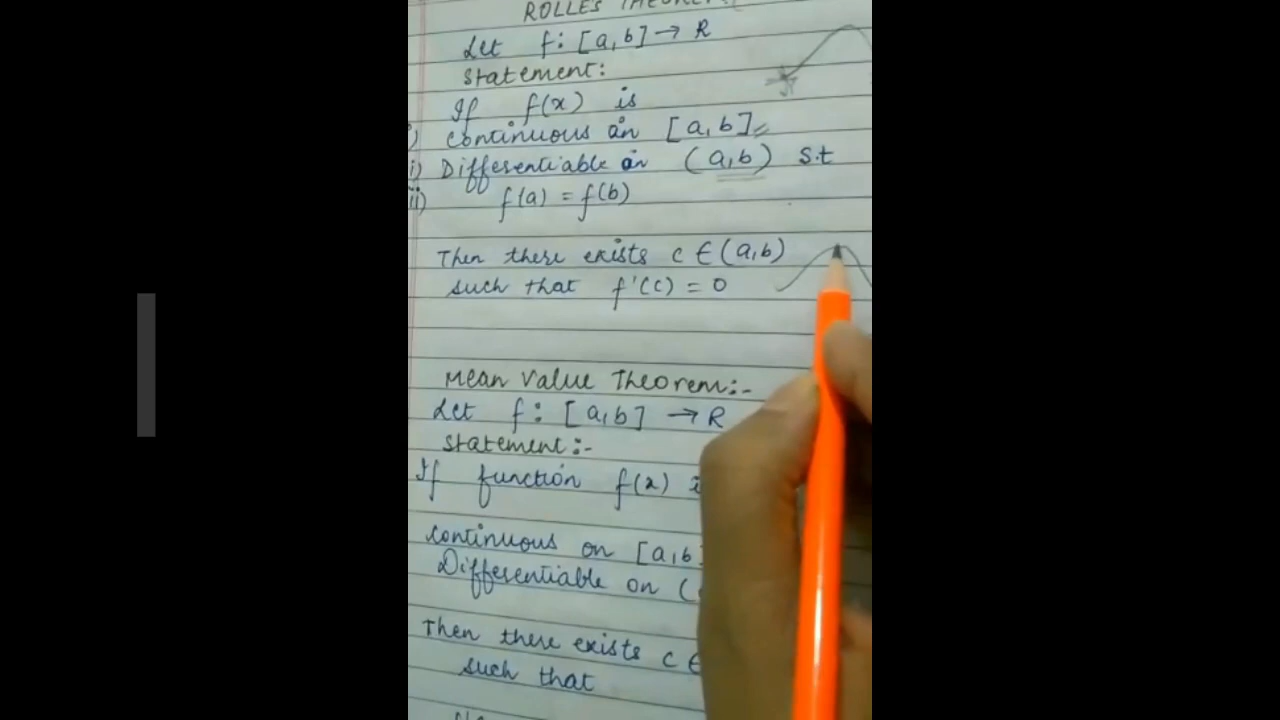 ROLLES THEOREM
Let f: [a,b] → R
statement:
If f(x) is
i) continuous on [a,b]
ii) Differentiable on (a,b) s.t
iii) f(a) = f(b)
Then there exists c ∈ (a,b)
such that f'(c) = 0
Mean Value Theorem:-
Let f: [a,b] → R
statement:-
If function f(x) i
continuous on [a,b]
Differentiable on (
Then there exists c ∈
such that